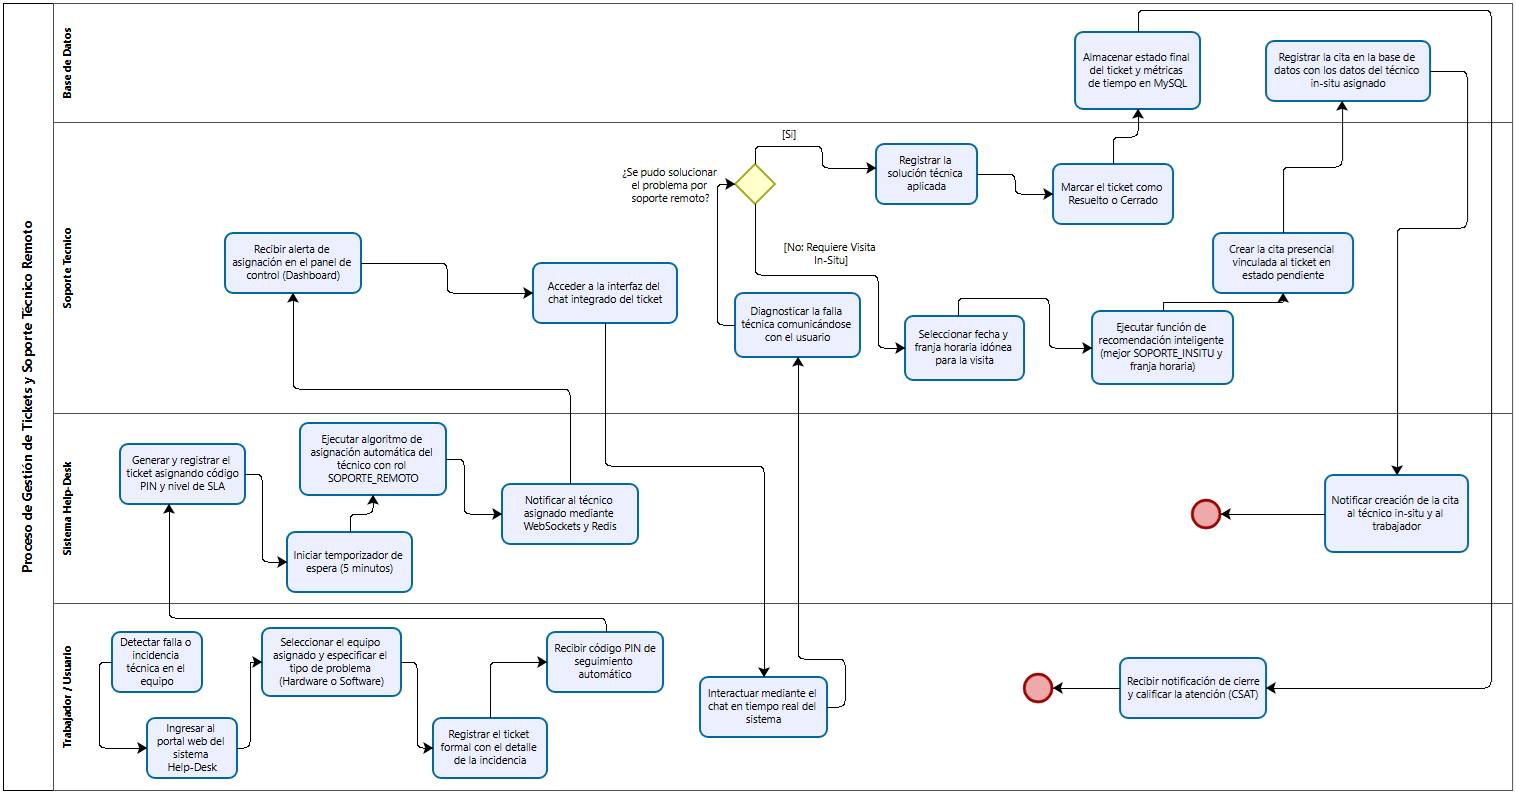 Proceso de Gestión de Tickets y Soporte Técnico Remoto
Base de Datos
Almacenar estado final
del ticket y métricas
de tiempo en MySQL
Registrar la cita en la base de
datos con los datos del técnico
in-situ asignado
Soporte Tecnico
[Si]
¿Se pudo solucionar
el problema por
soporte remoto?
Registrar la
solución técnica
aplicada
Marcar el ticket como
Resuelto o Cerrado
Recibir alerta de
asignación en el panel de
control (Dashboard)
Acceder a la interfaz del
chat integrado del ticket
[No: Requiere Visita
In-Situ]
Diagnosticar la falla
técnica comunicándose
con el usuario
Seleccionar fecha y
franja horaria idónea
para la visita
Ejecutar función de
recomendación inteligente
(mejor SOPORTE_INSITU y
franja horaria)
Crear la cita presencial
vinculada al ticket en
estado pendiente
Sistema Help-Desk
Generar y registrar el
ticket asignando código
PIN y nivel de SLA
Iniciar temporizador de
espera (5 minutos)
Ejecutar algoritmo de
asignación automática del
técnico con rol
SOPORTE_REMOTO
Notificar al técnico
asignado mediante
WebSockets y Redis
Notificar creación de la cita
al técnico in-situ y al
trabajador
Trabajador / Usuario
Detectar falla o
incidencia
técnica en el
equipo
Ingresar al
portal web del
sistema
Help-Desk
Seleccionar el equipo
asignado y especificar el
tipo de problema
(Hardware o Software)
Registrar el ticket
formal con el detalle
de la incidencia
Recibir código PIN de
seguimiento
automático
Interactuar mediante el
chat en tiempo real del
sistema
Recibir notificación de cierre
y calificar la atención (CSAT)